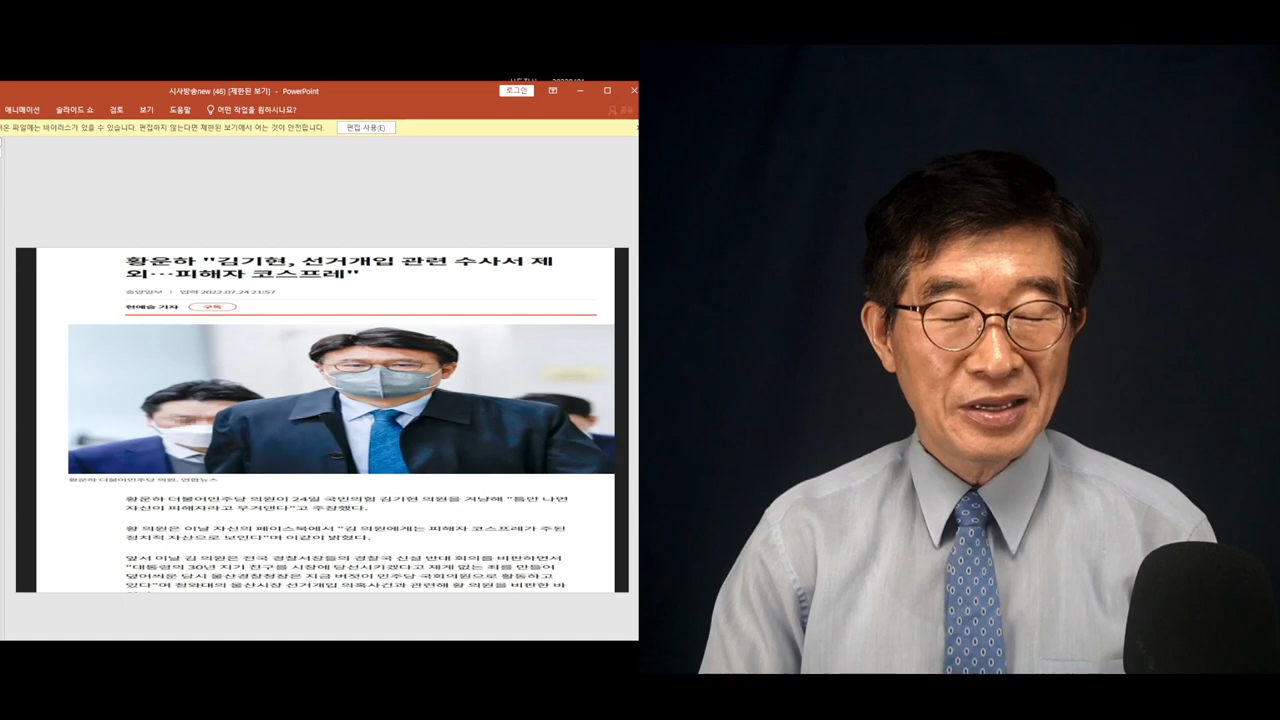 시사방송new (46) [제한된 보기] - PowerPoint
로그인
애니메이션 슬라이드 쇼 검토 보기 도움말 어떤 작업을 원하시나요? 공유
파일에는 바이러스가 있을 수 있습니다. 편집하지 않는다면 제한된 보기에서 여는 것이 안전합니다. 편집 사용(E)
황운하 "김기현, 선거개입 관련 수사서 제
외…피해자 코스프레"
중앙일보 | 입력 2022.07.24 21:57
현예슬 기자 구독
황운하 더불어민주당 의원. 연합뉴스
황운하 더불어민주당 의원이 24일 국민의힘 김기현 의원을 겨냥해 "틈만 나면
자신이 피해자라고 우겨댄다"고 주장했다.
황 의원은 이날 자신의 페이스북에서 "김 의원에게는 피해자 코스프레가 주된
정치적 자산으로 보인다"며 이같이 밝혔다.
앞서 이날 김 의원은 전국 경찰서장들의 경찰국 신설 반대 회의를 비판하면서
"대통령의 30년 지기 친구를 시장에 당선시키겠다고 제게 없는 죄를 만들어
덮어씌운 당시 울산경찰청장은 지금 버젓이 민주당 국회의원으로 활동하고
있다"며 청와대의 울산시장 선거개입 의혹사건과 관련해 황 의원을 비판한 바